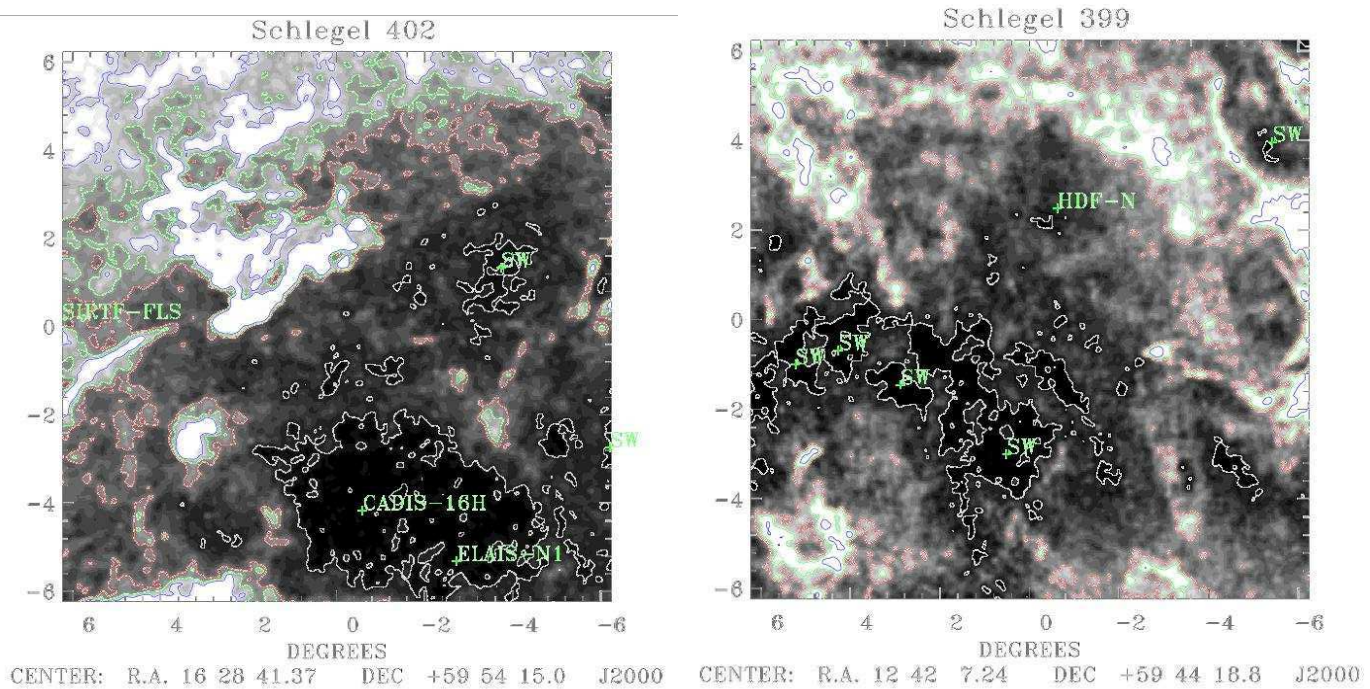 Schlegel 402
6
4
2
0
-2
-4
-6
SW
SIRTF-FLS
SW
CADIS-16H
ELAIS-N1
6 4 2 0 -2 -4 -6
DEGREES
CENTER: R.A. 16 28 41.37 DEC +59 54 15.0 J2000
Schlegel 399
6
4
2
0
-2
-4
-6
SW
HDF-N
SW
SW
SW
SW
6 4 2 0 -2 -4 -6
DEGREES
CENTER: R.A. 12 42 7.24 DEC +59 44 18.8 J2000